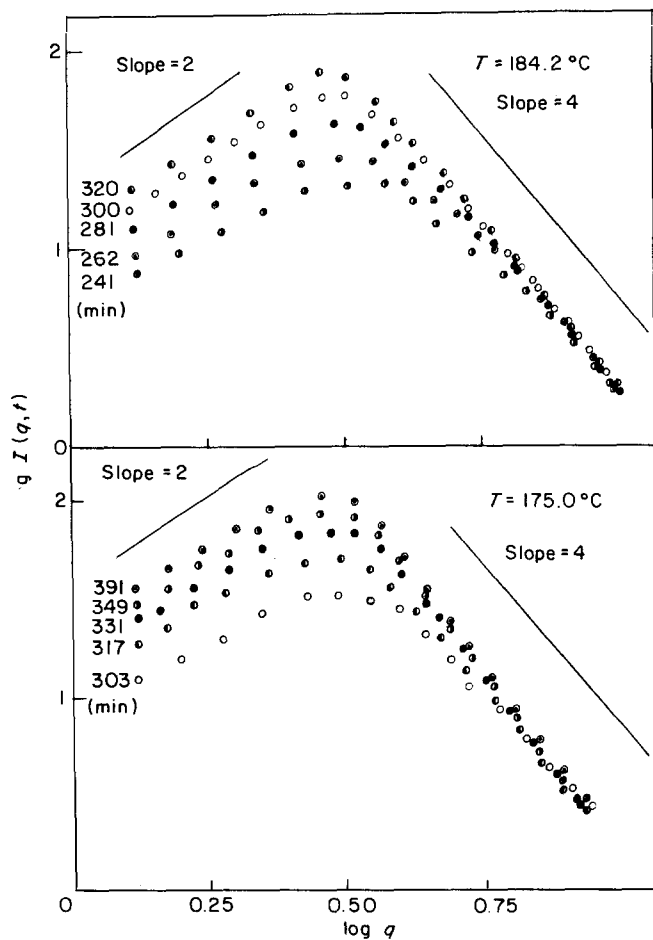 2
Slope = 2
T = 184.2 °C
Slope = 4
320
300
281
262
241
(min)
1
0
g I (q, t)
Slope = 2
T = 175.0 °C
2
Slope = 4
391
349
331
317
303
(min)
1
0
0.25
0.50
0.75
log q